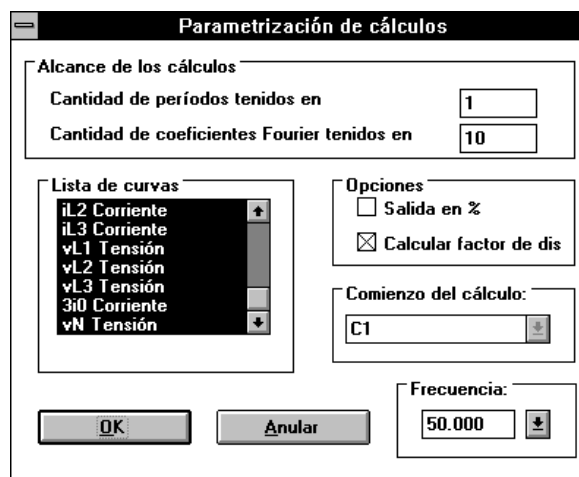 Parametrización de cálculos
Alcance de los cálculos
Cantidad de períodos tenidos en
1
Cantidad de coeficientes Fourier tenidos en
10
Lista de curvas
iL2 Corriente
iL3 Corriente
vL1 Tensión
vL2 Tensión
vL3 Tensión
3i0 Corriente
vN Tensión
Opciones
Salida en %
Calcular factor de dis
Comienzo del cálculo:
C1
Frecuencia:
50.000
OK
Anular